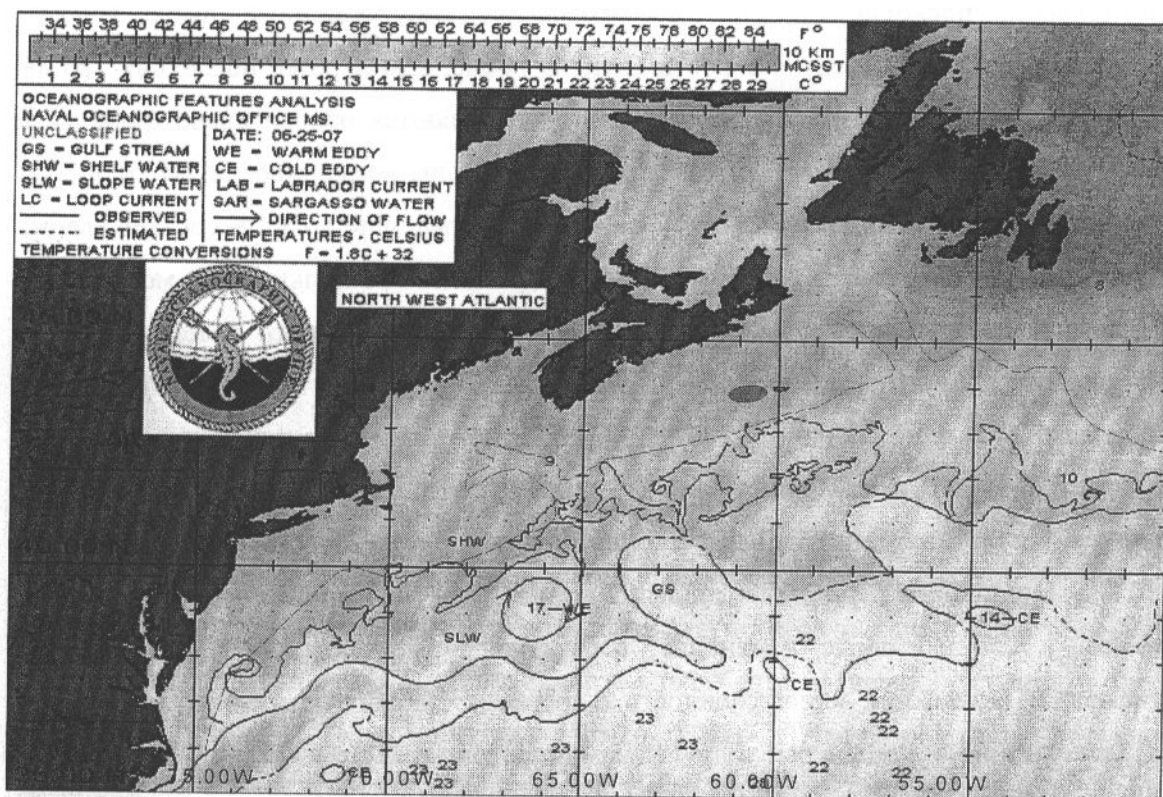 34 36 38 40 42 44 46 48 50 52 54 56 58 60 62 64 66 68 70 72 74 76 78 80 82 84 F°
10 Km
MCSST
1 2 3 4 5 6 7 8 9 10 11 12 13 14 15 16 17 18 19 20 21 22 23 24 25 26 27 28 29 C°
OCEANOGRAPHIC FEATURES ANALYSIS
NAVAL OCEANOGRAPHIC OFFICE MS.
UNCLASSIFIED DATE: 06-25-07
GS = GULF STREAM WE = WARM EDDY
SHW = SHELF WATER CE = COLD EDDY
SLW = SLOPE WATER LAB = LABRADOR CURRENT
LC = LOOP CURRENT SAR = SARGASSO WATER
OBSERVED DIRECTION OF FLOW
ESTIMATED TEMPERATURES - CELSIUS
TEMPERATURE CONVERSIONS F = 1.8C + 32
NORTH WEST ATLANTIC
8
9
10
SHW
GS
17 WE
14 CE
SLW
22
CE
22
23
22
23
23
22
CE
23
22
22
23
75.00W 70.00W 65.00W 60.00W 55.00W